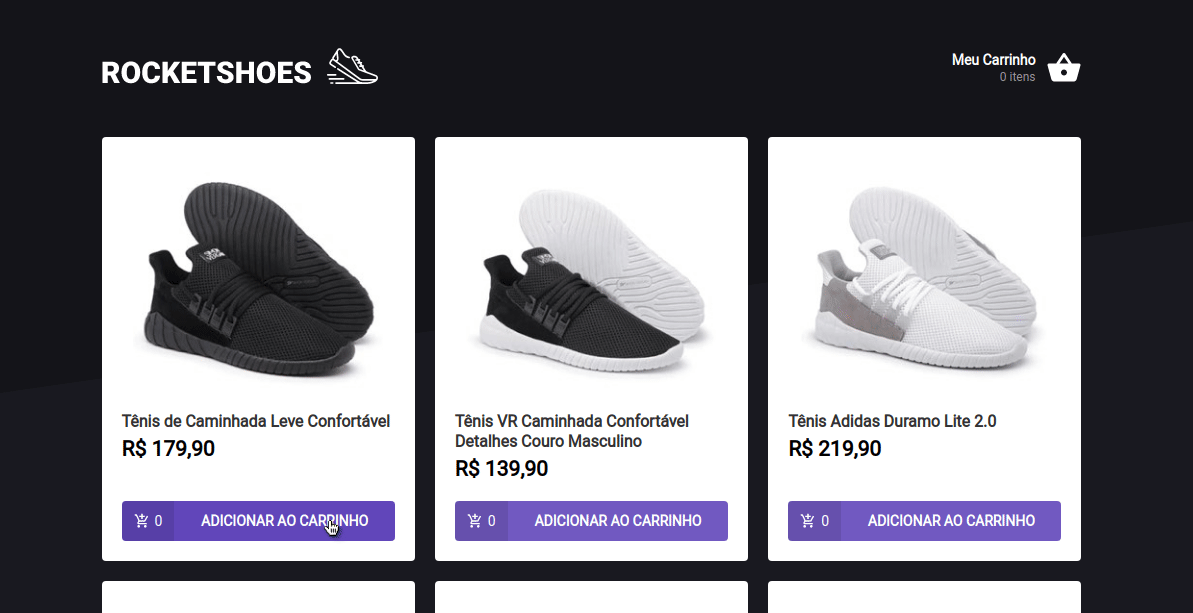 ROCKETSHOES
Meu Carrinho
0 itens
Tênis de Caminhada Leve Confortável
R$ 179,90
0 ADICIONAR AO CARRINHO
Tênis VR Caminhada Confortável
Detalhes Couro Masculino
R$ 139,90
0 ADICIONAR AO CARRINHO
Tênis Adidas Duramo Lite 2.0
R$ 219,90
0 ADICIONAR AO CARRINHO